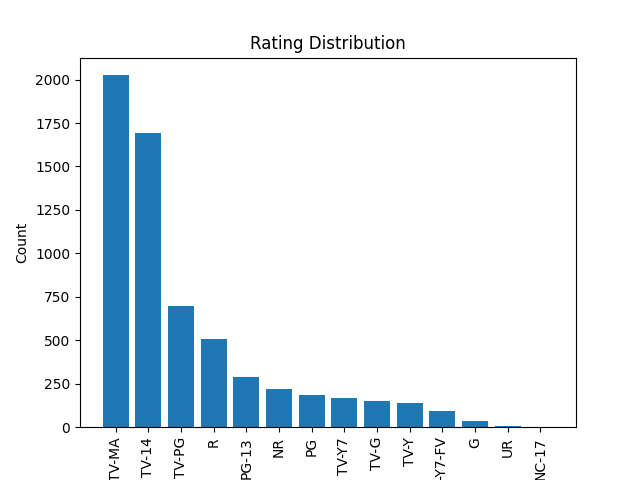 Rating Distribution
Count
2000
1750
1500
1250
1000
750
500
250
0
TV-MA
TV-14
TV-PG
R
PG-13
NR
PG
TV-Y7
TV-G
TV-Y
-Y7-FV
G
UR
NC-17